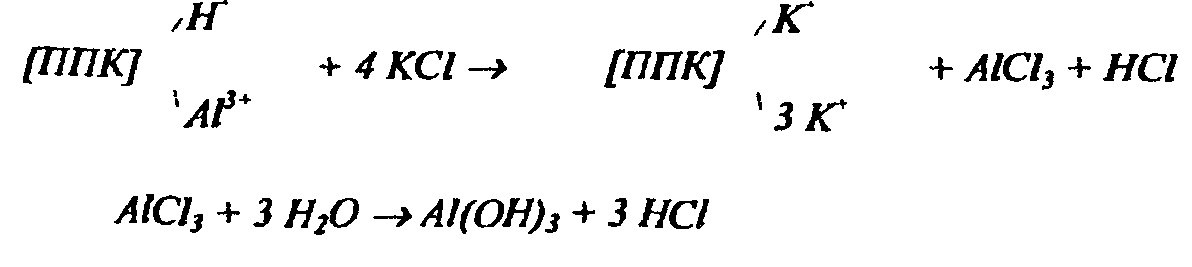 H⁺ K⁺
[ППК] + 4 KCl → [ППК] + AlCl₃ + HCl
Al³⁺ 3 K⁺
AlCl₃ + 3 H₂O → Al(OH)₃ + 3 HCl